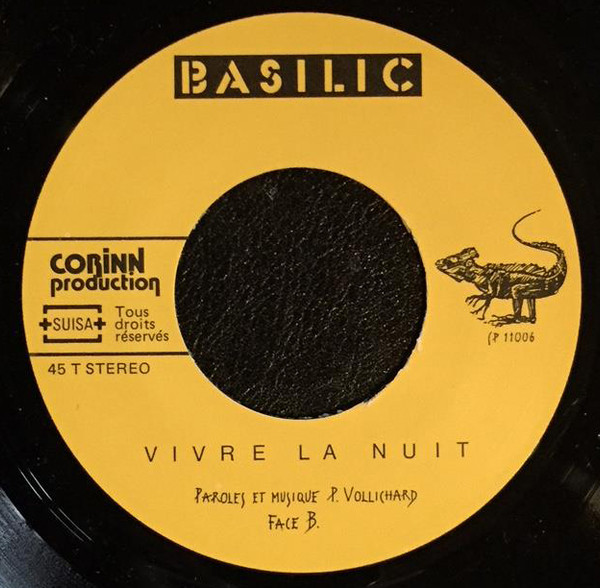 BASILIC
CORINN
production
+SUISA+
Tous
droits
réservés
45 T STEREO
CP 11006
VIVRE LA NUIT
PAROLES ET MUSIQUE P. VOLLICHARD
FACE B.